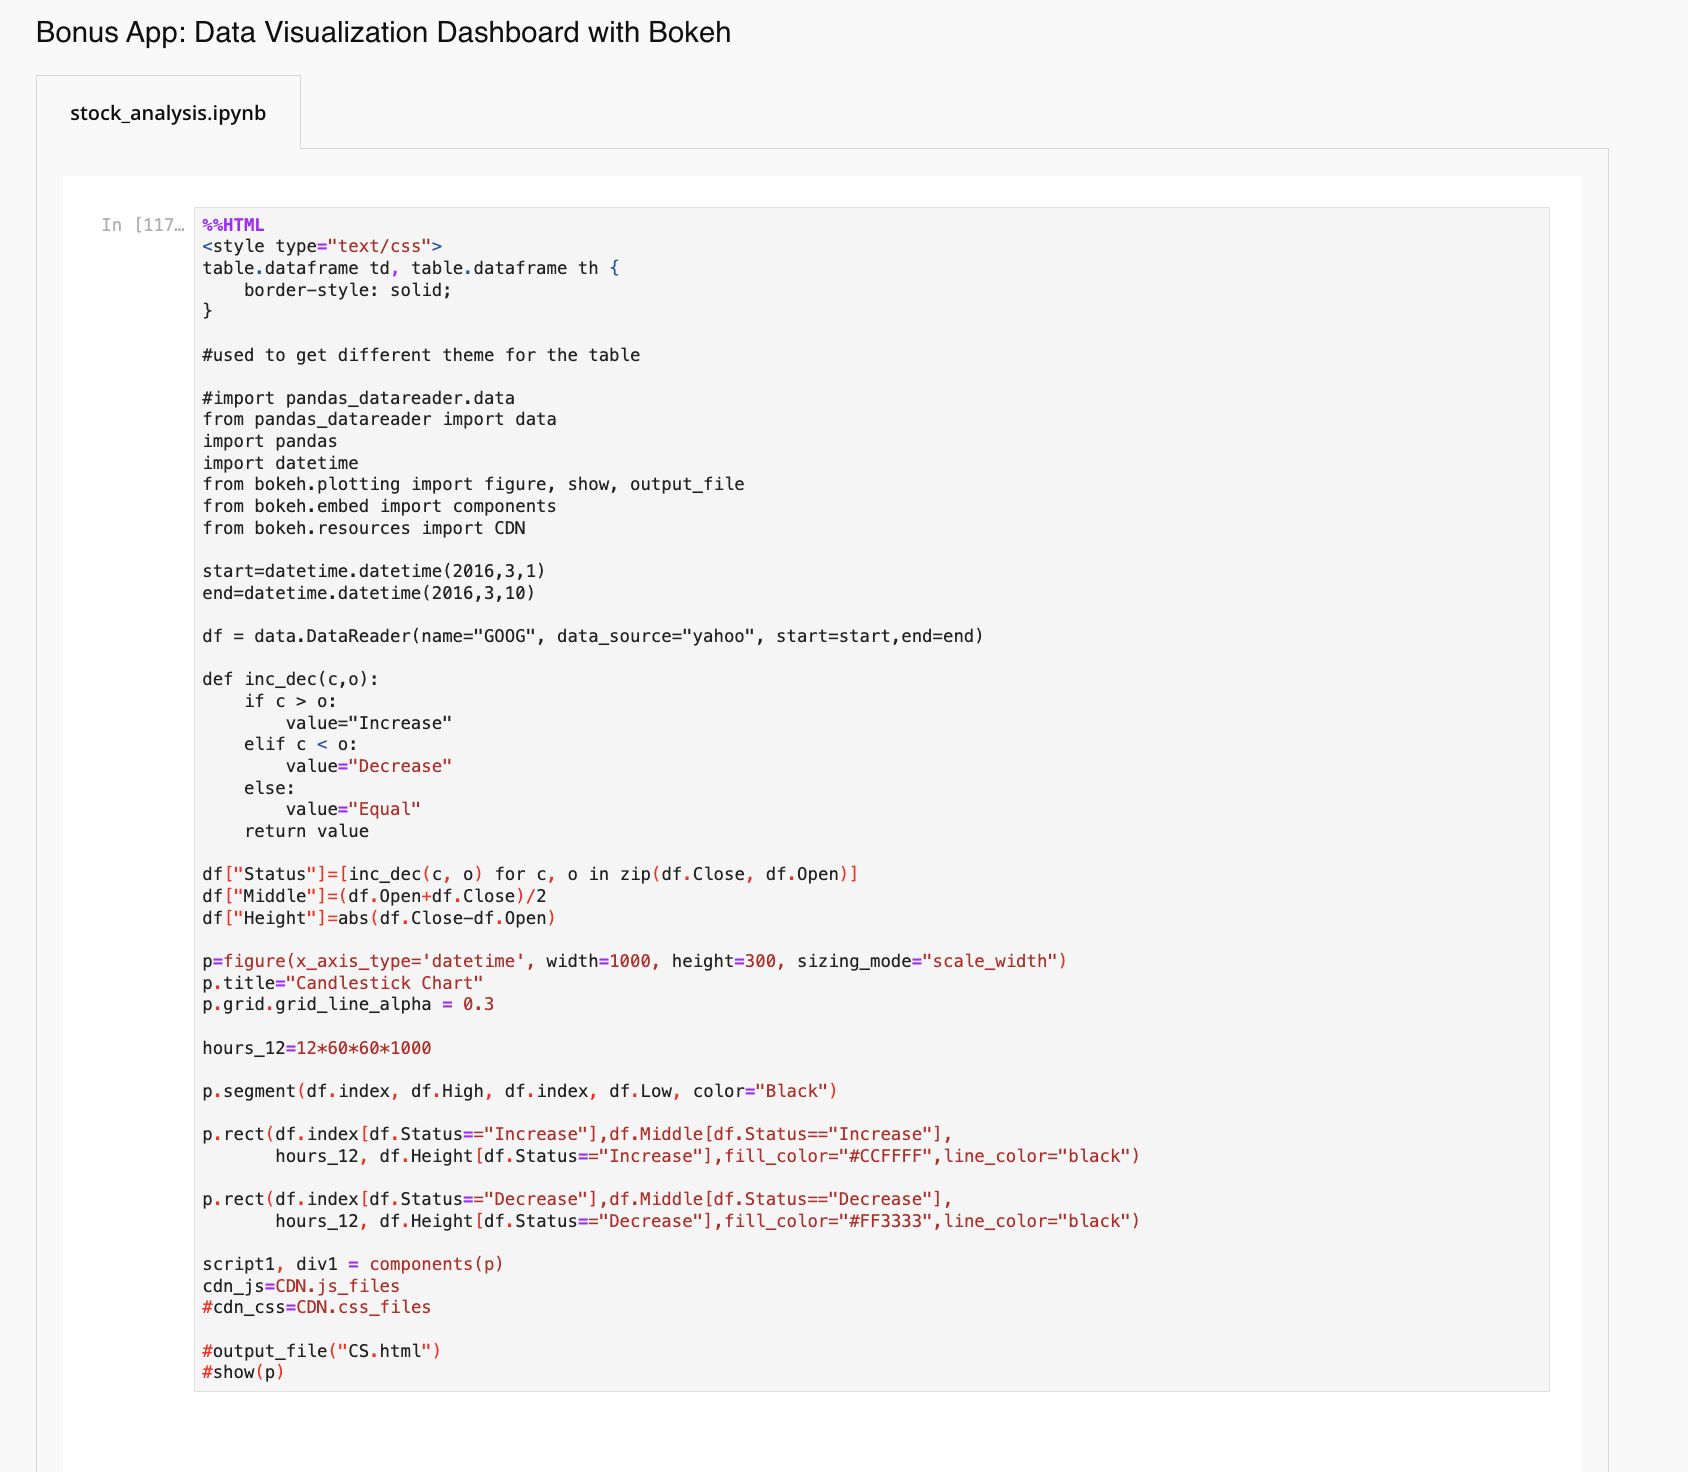 Bonus App: Data Visualization Dashboard with Bokeh
stock_analysis.ipynb
In [117…
%%HTML
<style type="text/css">
table.dataframe td, table.dataframe th {
    border-style: solid;
}

#used to get different theme for the table

#import pandas_datareader.data
from pandas_datareader import data
import pandas
import datetime
from bokeh.plotting import figure, show, output_file
from bokeh.embed import components
from bokeh.resources import CDN

start=datetime.datetime(2016,3,1)
end=datetime.datetime(2016,3,10)

df = data.DataReader(name="GOOG", data_source="yahoo", start=start,end=end)

def inc_dec(c,o):
    if c > o:
        value="Increase"
    elif c < o:
        value="Decrease"
    else:
        value="Equal"
    return value

df["Status"]=[inc_dec(c, o) for c, o in zip(df.Close, df.Open)]
df["Middle"]=(df.Open+df.Close)/2
df["Height"]=abs(df.Close-df.Open)

p=figure(x_axis_type='datetime', width=1000, height=300, sizing_mode="scale_width")
p.title="Candlestick Chart"
p.grid.grid_line_alpha = 0.3

hours_12=12*60*60*1000

p.segment(df.index, df.High, df.index, df.Low, color="Black")

p.rect(df.index[df.Status=="Increase"],df.Middle[df.Status=="Increase"],
       hours_12, df.Height[df.Status=="Increase"],fill_color="#CCFFFF",line_color="black")

p.rect(df.index[df.Status=="Decrease"],df.Middle[df.Status=="Decrease"],
       hours_12, df.Height[df.Status=="Decrease"],fill_color="#FF3333",line_color="black")

script1, div1 = components(p)
cdn_js=CDN.js_files
#cdn_css=CDN.css_files

#output_file("CS.html")
#show(p)